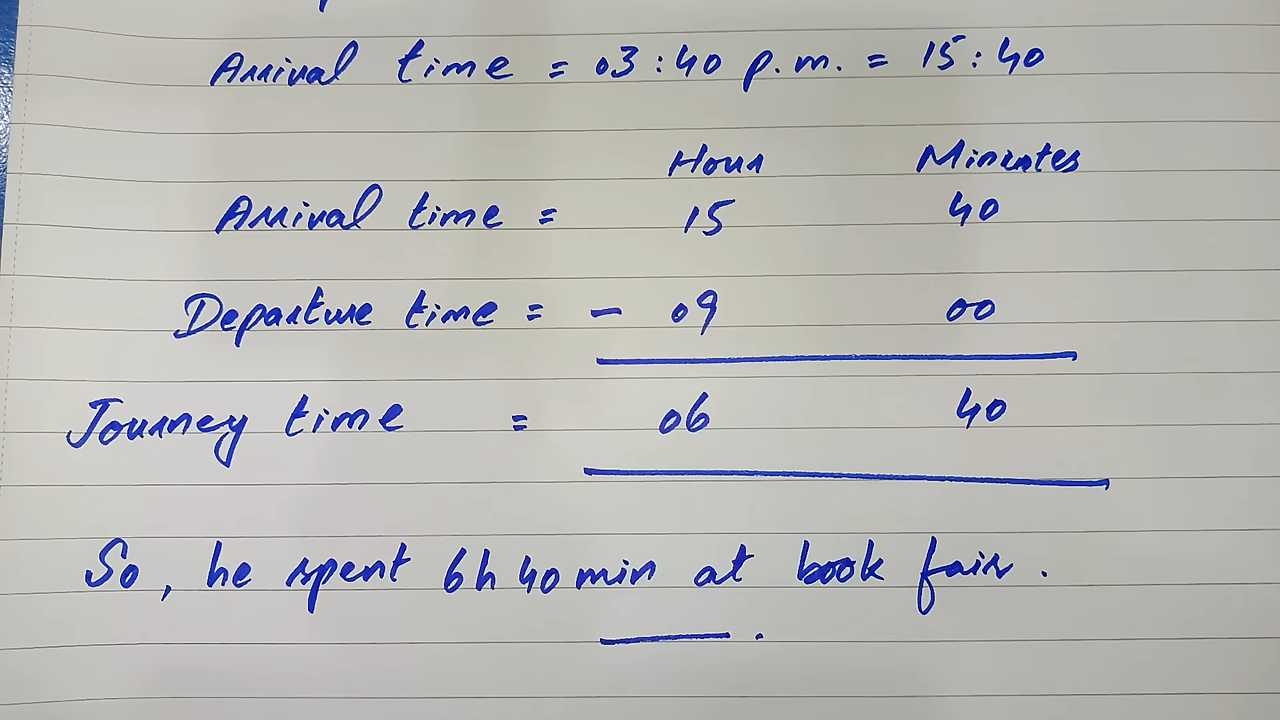 Arrival time = 03:40 p.m. = 15:40
Hour Minutes
Arrival time = 15 40
Departure time = - 09 00
Journey time = 06 40
So, he spent 6h 40min at book fair.